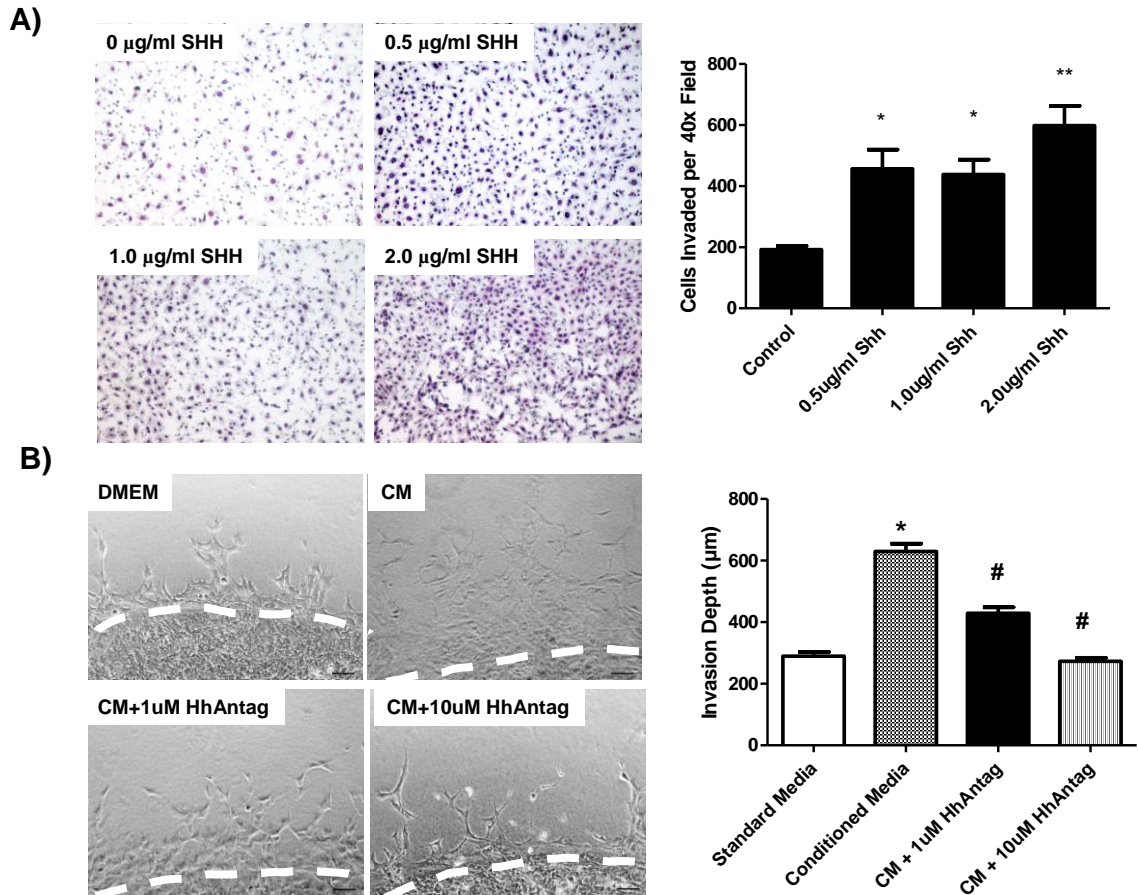 A)
0 μg/ml SHH
0.5 μg/ml SHH
1.0 μg/ml SHH
2.0 μg/ml SHH
Cells Invaded per 40x Field
800
600
400
200
0
*
*
**
Control
0.5ug/ml Shh
1.0ug/ml Shh
2.0ug/ml Shh
B)
DMEM
CM
CM+1uM HhAntag
CM+10uM HhAntag
Invasion Depth (μm)
800
600
400
200
0
*
#
#
Standard Media
Conditioned Media
CM + 1uM HhAntag
CM + 10uM HhAntag